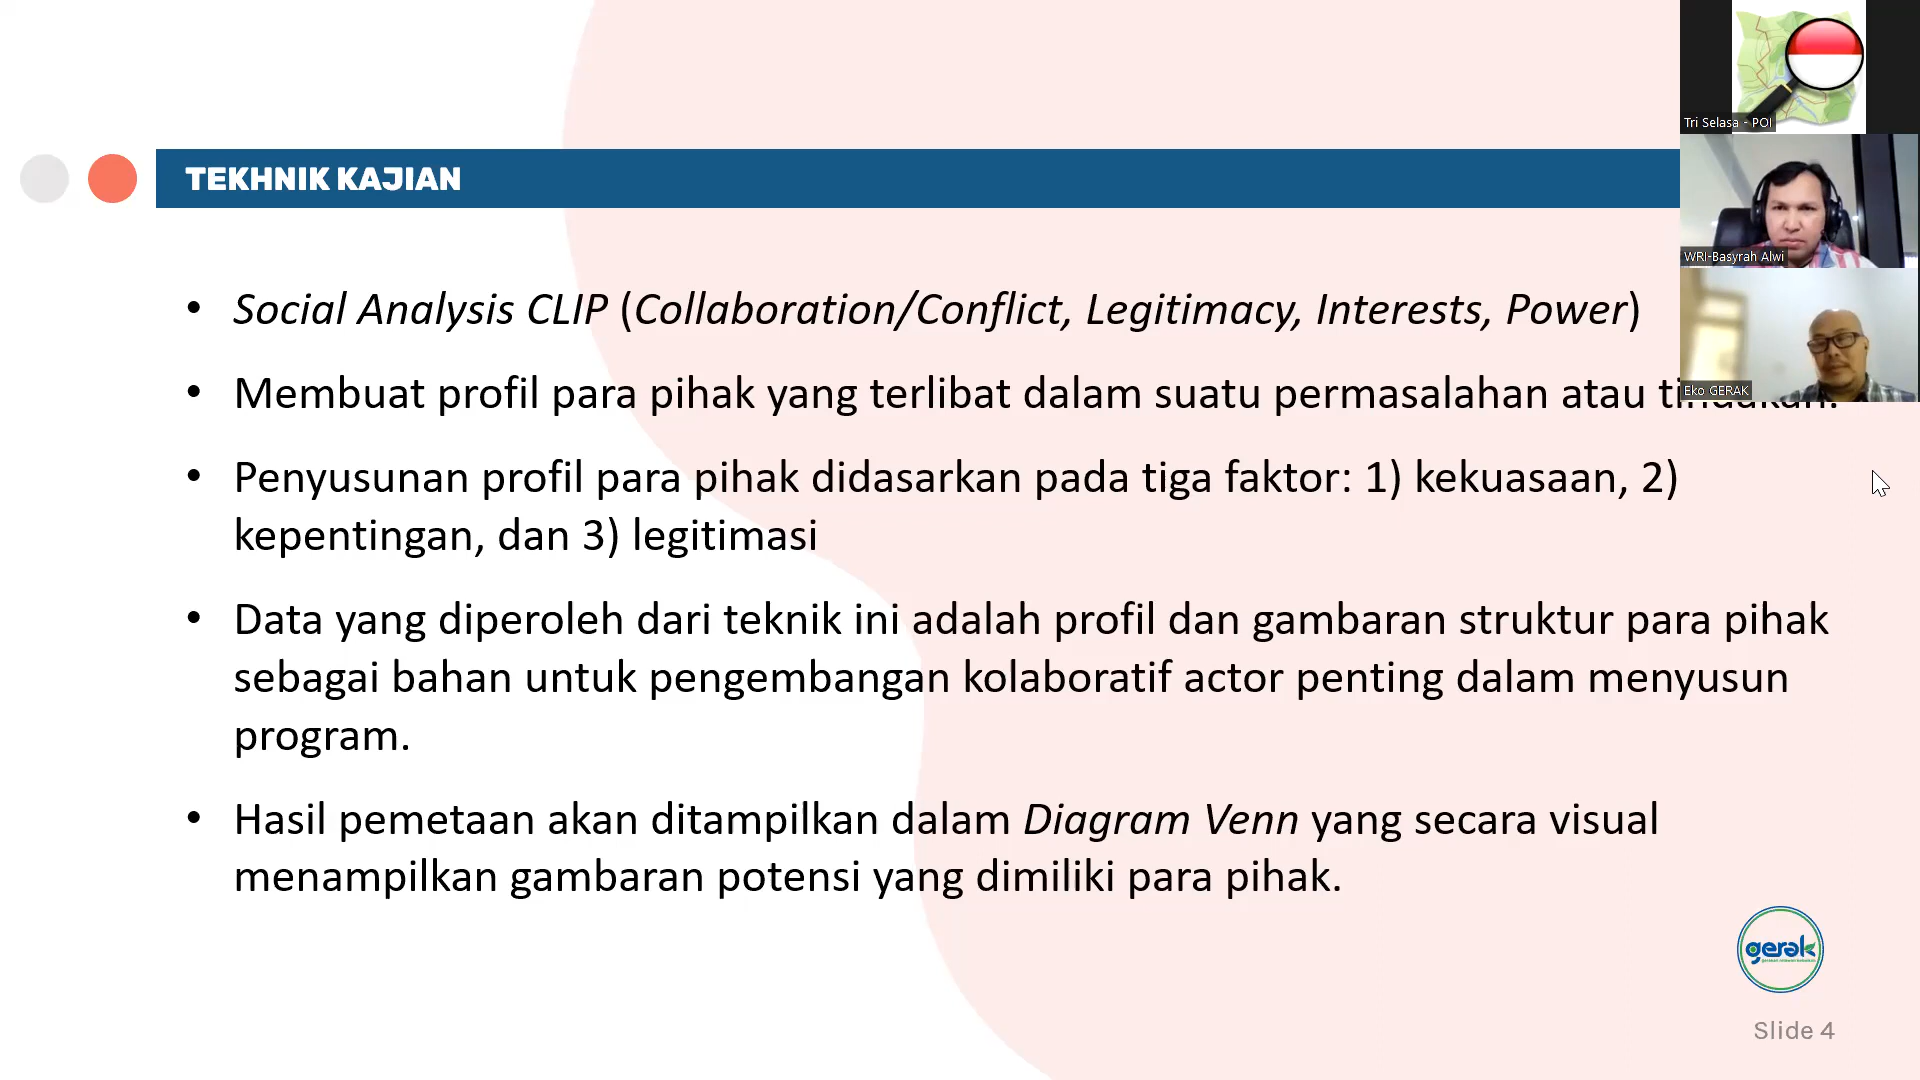 Tri Selasa - POI
TEKHNIK KAJIAN
WRI-Basyrah Alwi
• Social Analysis CLIP (Collaboration/Conflict, Legitimacy, Interests, Power)
Eko GERAK
• Membuat profil para pihak yang terlibat dalam suatu permasalahan atau
• Penyusunan profil para pihak didasarkan pada tiga faktor: 1) kekuasaan, 2)
kepentingan, dan 3) legitimasi
• Data yang diperoleh dari teknik ini adalah profil dan gambaran struktur para pihak
sebagai bahan untuk pengembangan kolaboratif actor penting dalam menyusun
program.
• Hasil pemetaan akan ditampilkan dalam Diagram Venn yang secara visual
menampilkan gambaran potensi yang dimiliki para pihak.
gerak
Slide 4